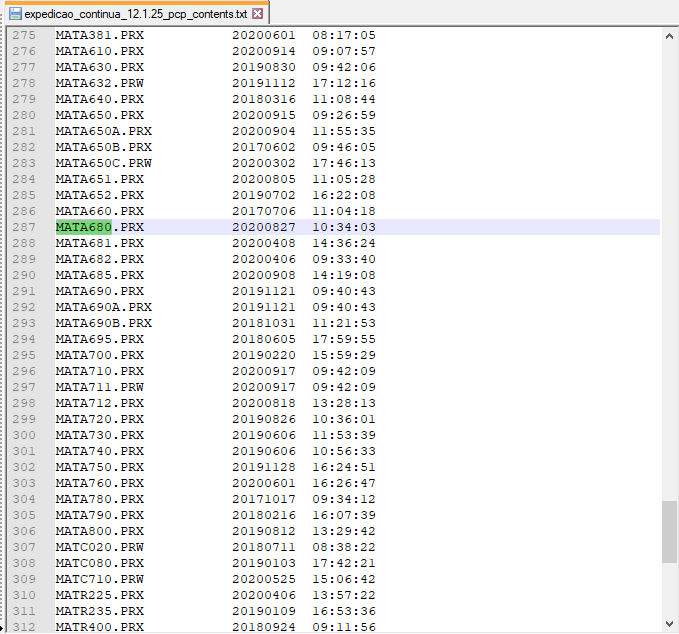 expedicao_continua_12.1.25_pcp_contents.txt
275 MATA381.PRX 20200601 08:17:05
276 MATA610.PRX 20200914 09:07:57
277 MATA630.PRX 20190830 09:42:06
278 MATA632.PRW 20191112 17:12:16
279 MATA640.PRX 20180316 11:08:44
280 MATA650.PRX 20200915 09:26:59
281 MATA650A.PRX 20200904 11:55:35
282 MATA650B.PRX 20170602 09:46:05
283 MATA650C.PRW 20200302 17:46:13
284 MATA651.PRX 20200805 11:05:28
285 MATA652.PRX 20190702 16:22:08
286 MATA660.PRX 20170706 11:04:18
287 MATA680.PRX 20200827 10:34:03
288 MATA681.PRX 20200408 14:36:24
289 MATA682.PRX 20200406 09:33:40
290 MATA685.PRX 20200908 14:19:08
291 MATA690.PRX 20191121 09:40:43
292 MATA690A.PRX 20191121 09:40:43
293 MATA690B.PRX 20181031 11:21:53
294 MATA695.PRX 20180605 17:59:55
295 MATA700.PRX 20190220 15:59:29
296 MATA710.PRX 20200917 09:42:09
297 MATA711.PRW 20200917 09:42:09
298 MATA712.PRX 20200818 13:28:13
299 MATA720.PRX 20190826 10:36:01
300 MATA730.PRX 20190606 11:53:39
301 MATA740.PRX 20190606 10:56:33
302 MATA750.PRX 20191128 16:24:51
303 MATA760.PRX 20200601 16:26:47
304 MATA780.PRX 20171017 09:34:12
305 MATA790.PRX 20180216 16:07:39
306 MATA800.PRX 20190812 13:29:42
307 MATC020.PRW 20180711 08:38:22
308 MATC080.PRX 20190103 17:42:21
309 MATC710.PRW 20200525 15:06:42
310 MATR225.PRX 20200406 13:57:22
311 MATR235.PRX 20190109 16:53:36
312 MATR400.PRX 20180924 09:11:56